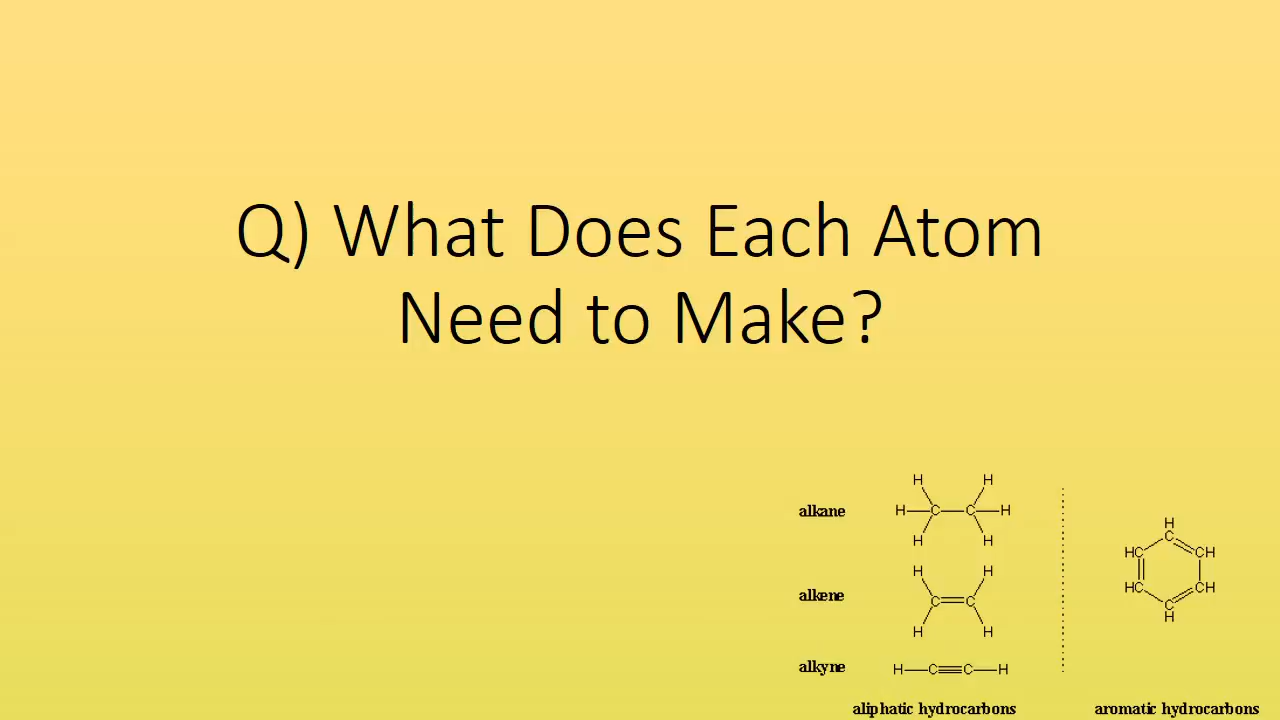 Q) What Does Each Atom
Need to Make?
H H
alkane H C C H
H H
H H
alkene C C
H H
alkyne H C C H
aliphatic hydrocarbons
H
C
HC CH
HC CH
C
H
aromatic hydrocarbons